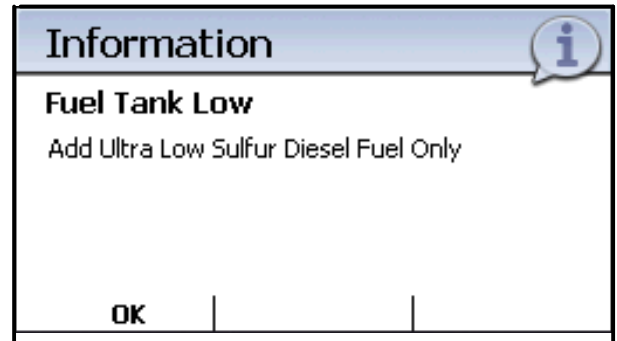 Information
Fuel Tank Low
Add Ultra Low Sulfur Diesel Fuel Only
OK